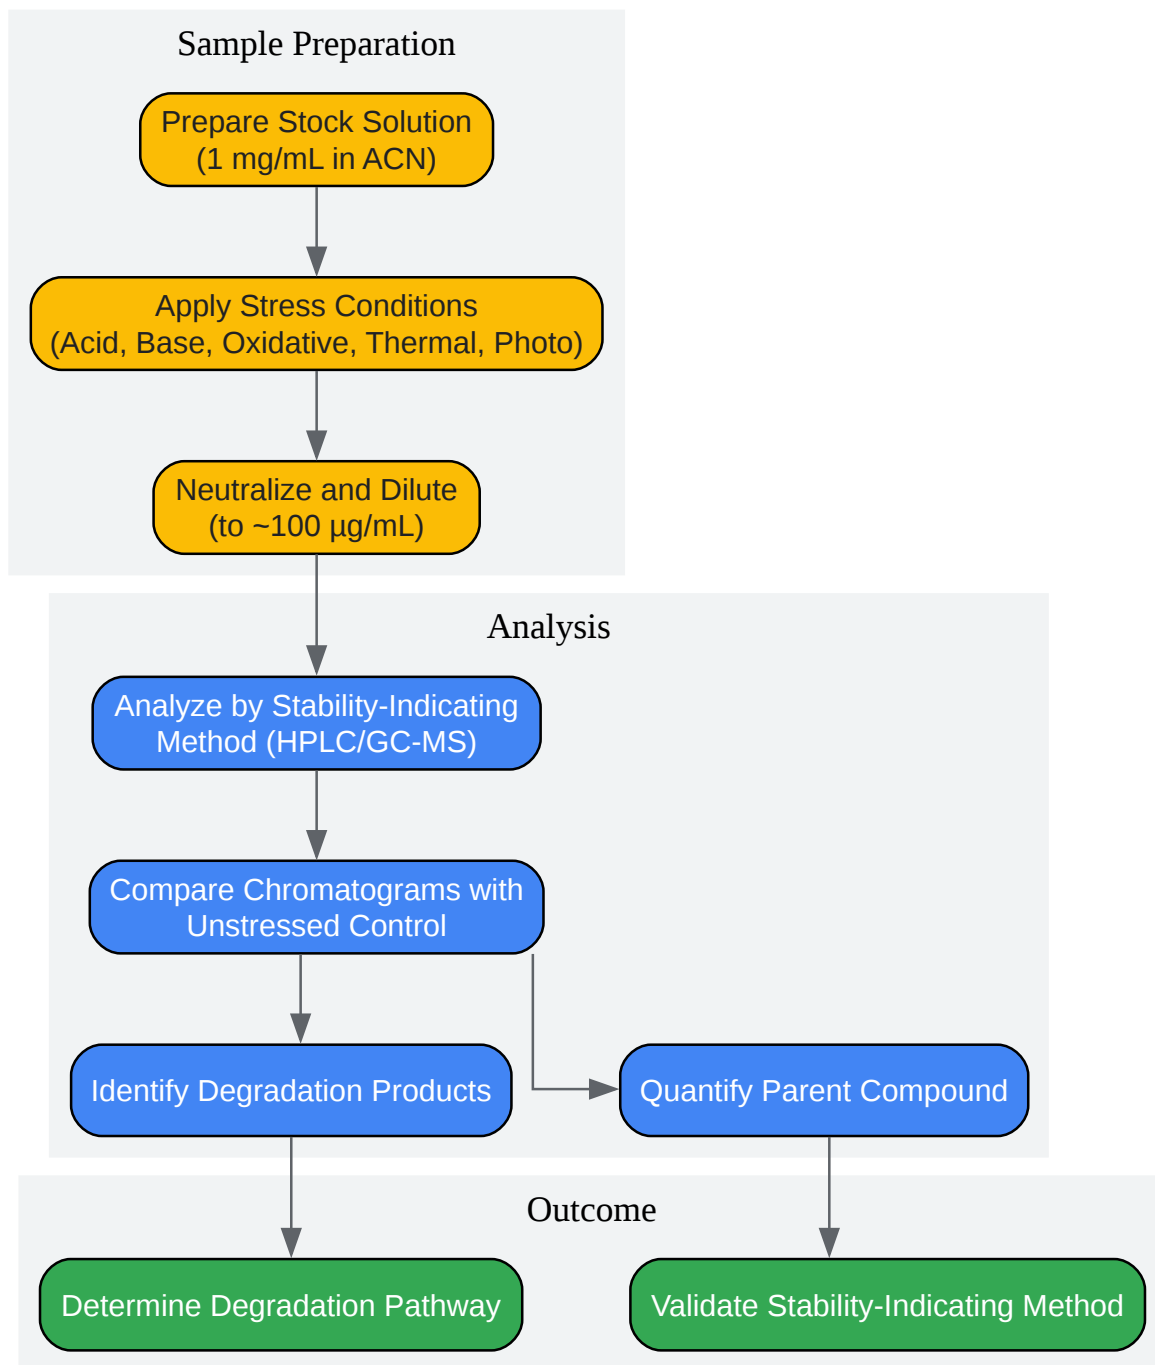 Sample Preparation
Prepare Stock Solution
(1 mg/mL in ACN)
Apply Stress Conditions
(Acid, Base, Oxidative, Thermal, Photo)
Neutralize and Dilute
(to ~100 µg/mL)
Analysis
Analyze by Stability-Indicating
Method (HPLC/GC-MS)
Compare Chromatograms with
Unstressed Control
Identify Degradation Products
Quantify Parent Compound
Outcome
Determine Degradation Pathway
Validate Stability-Indicating Method